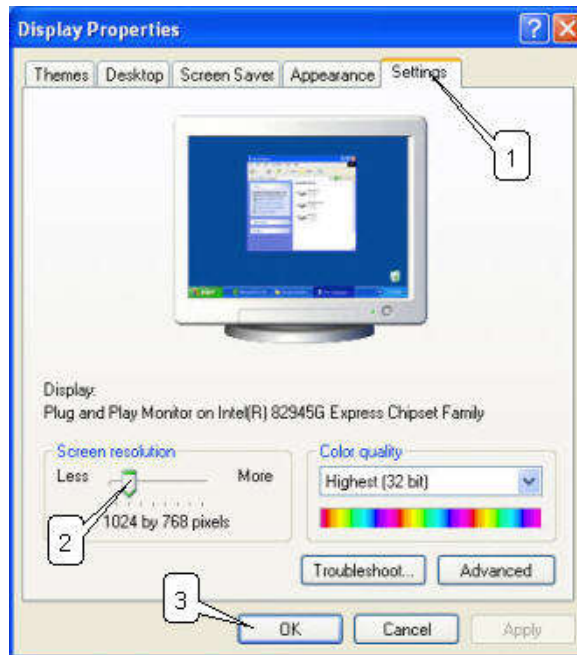 Display Properties
Themes Desktop Screen Saver Appearance Settings
1
Display:
Plug and Play Monitor on Intel(R) 82945G Express Chipset Family
Screen resolution
Less More
1024 by 768 pixels
2
Color quality
Highest (32 bit)
Troubleshoot... Advanced
3
OK Cancel Apply